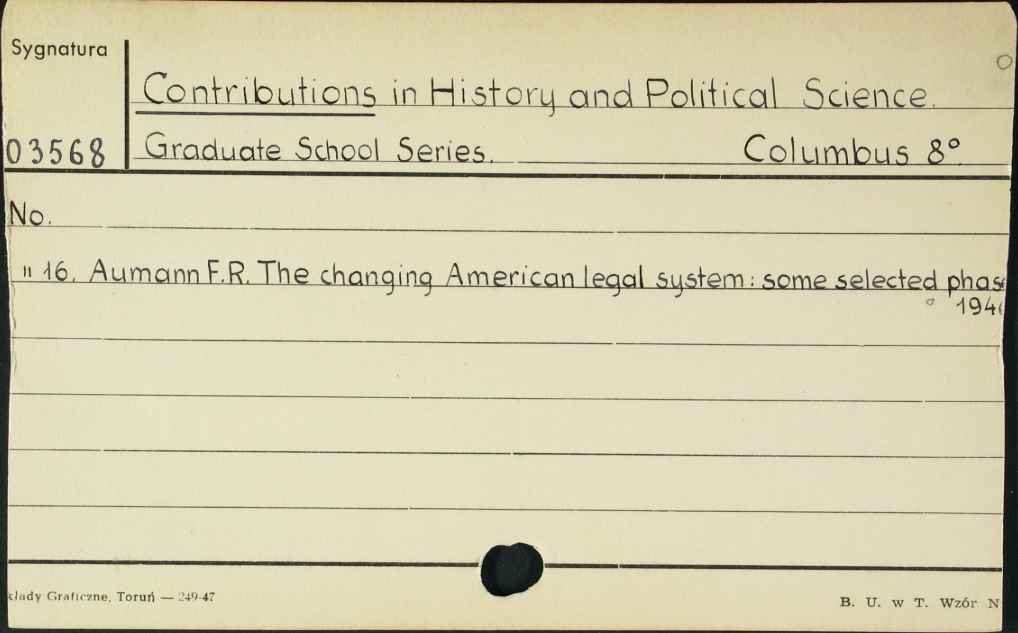 Sygnatura
Contributions in History and Political Science.
03568 Graduate School Series. Columbus 8°
No.
" 16. Aumann F.R. The changing American legal system: some selected phas
194
kłady Graficzne, Toruń — 249-47
B. U. w T. Wzór N